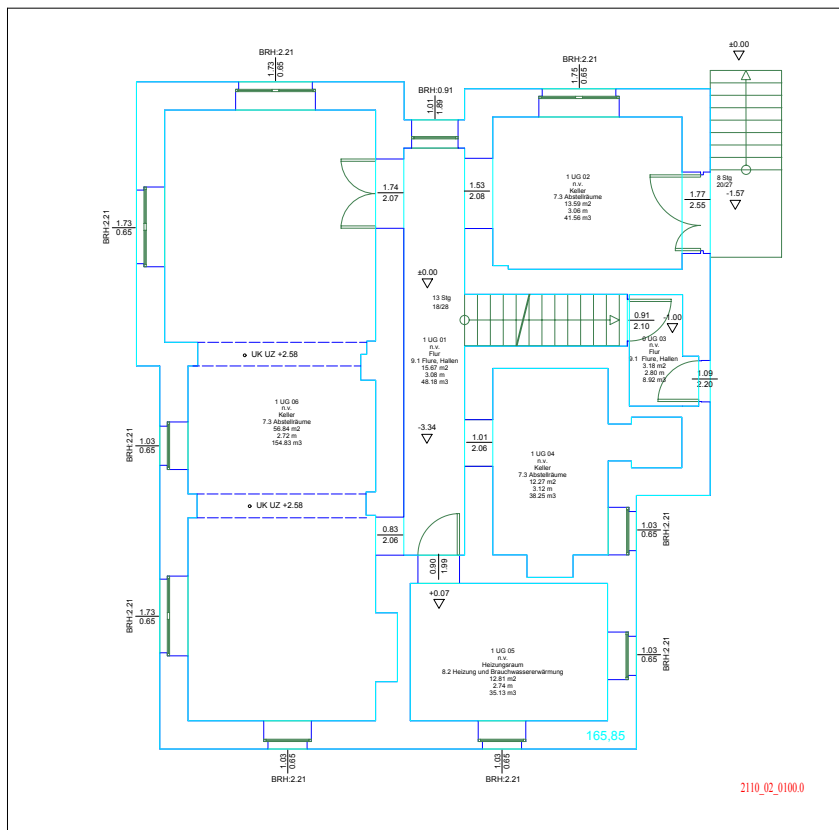 BRH:2.21
1.73
0.65
BRH:0.91
1.01
1.89
BRH:2.21
1.75
0.65
±0.00
8 Stg
20/27
-1.57
1.77
2.55
1 UG 02
n.v.
Keller
7.3 Abstellräume
13.59 m2
3.06 m
41.56 m3
1.74
2.07
1.53
2.08
BRH:2.21
1.73
0.65
±0.00
13 Stg
18/28
0.91
2.10
-1.00
0 UG 03
n.v.
Flur
9.1 Flure, Hallen
3.18 m2
2.80 m
8.92 m3
1.09
2.20
1 UG 01
n.v.
Flur
9.1 Flure, Hallen
15.67 m2
3.08 m
48.18 m3
UK UZ +2.58
1 UG 06
n.v.
Keller
7.3 Abstellräume
56.84 m2
2.72 m
154.83 m3
BRH:2.21
1.03
0.65
-3.34
1.01
2.06
1 UG 04
n.v.
Keller
7.3 Abstellräume
12.27 m2
3.12 m
38.25 m3
UK UZ +2.58
0.83
2.06
1.03
0.65
BRH:2.21
0.90
1.99
+0.07
BRH:2.21
1.73
0.65
1 UG 05
n.v.
Heizungsraum
8.2 Heizung und Brauchwassererwärmung
12.81 m2
2.74 m
35.13 m3
1.03
0.65
BRH:2.21
165,85
1.03
0.65
BRH:2.21
1.03
0.65
BRH:2.21
2110_02_0100.0